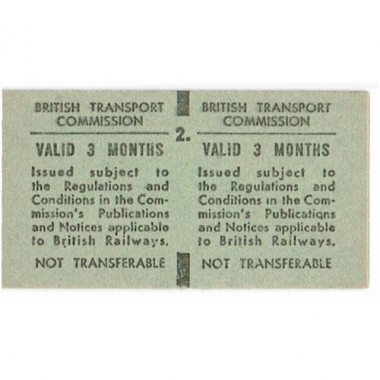 BRITISH TRANSPORT
COMMISSION
VALID 3 MONTHS
Issued subject to
the Regulations and
Conditions in the Com-
mission's Publications
and Notices applicable
to British Railways.
NOT TRANSFERABLE
2.
BRITISH TRANSPORT
COMMISSION
VALID 3 MONTHS
Issued subject to
the Regulations and
Conditions in the Com-
mission's Publications
and Notices applicable
to British Railways.
NOT TRANSFERABLE